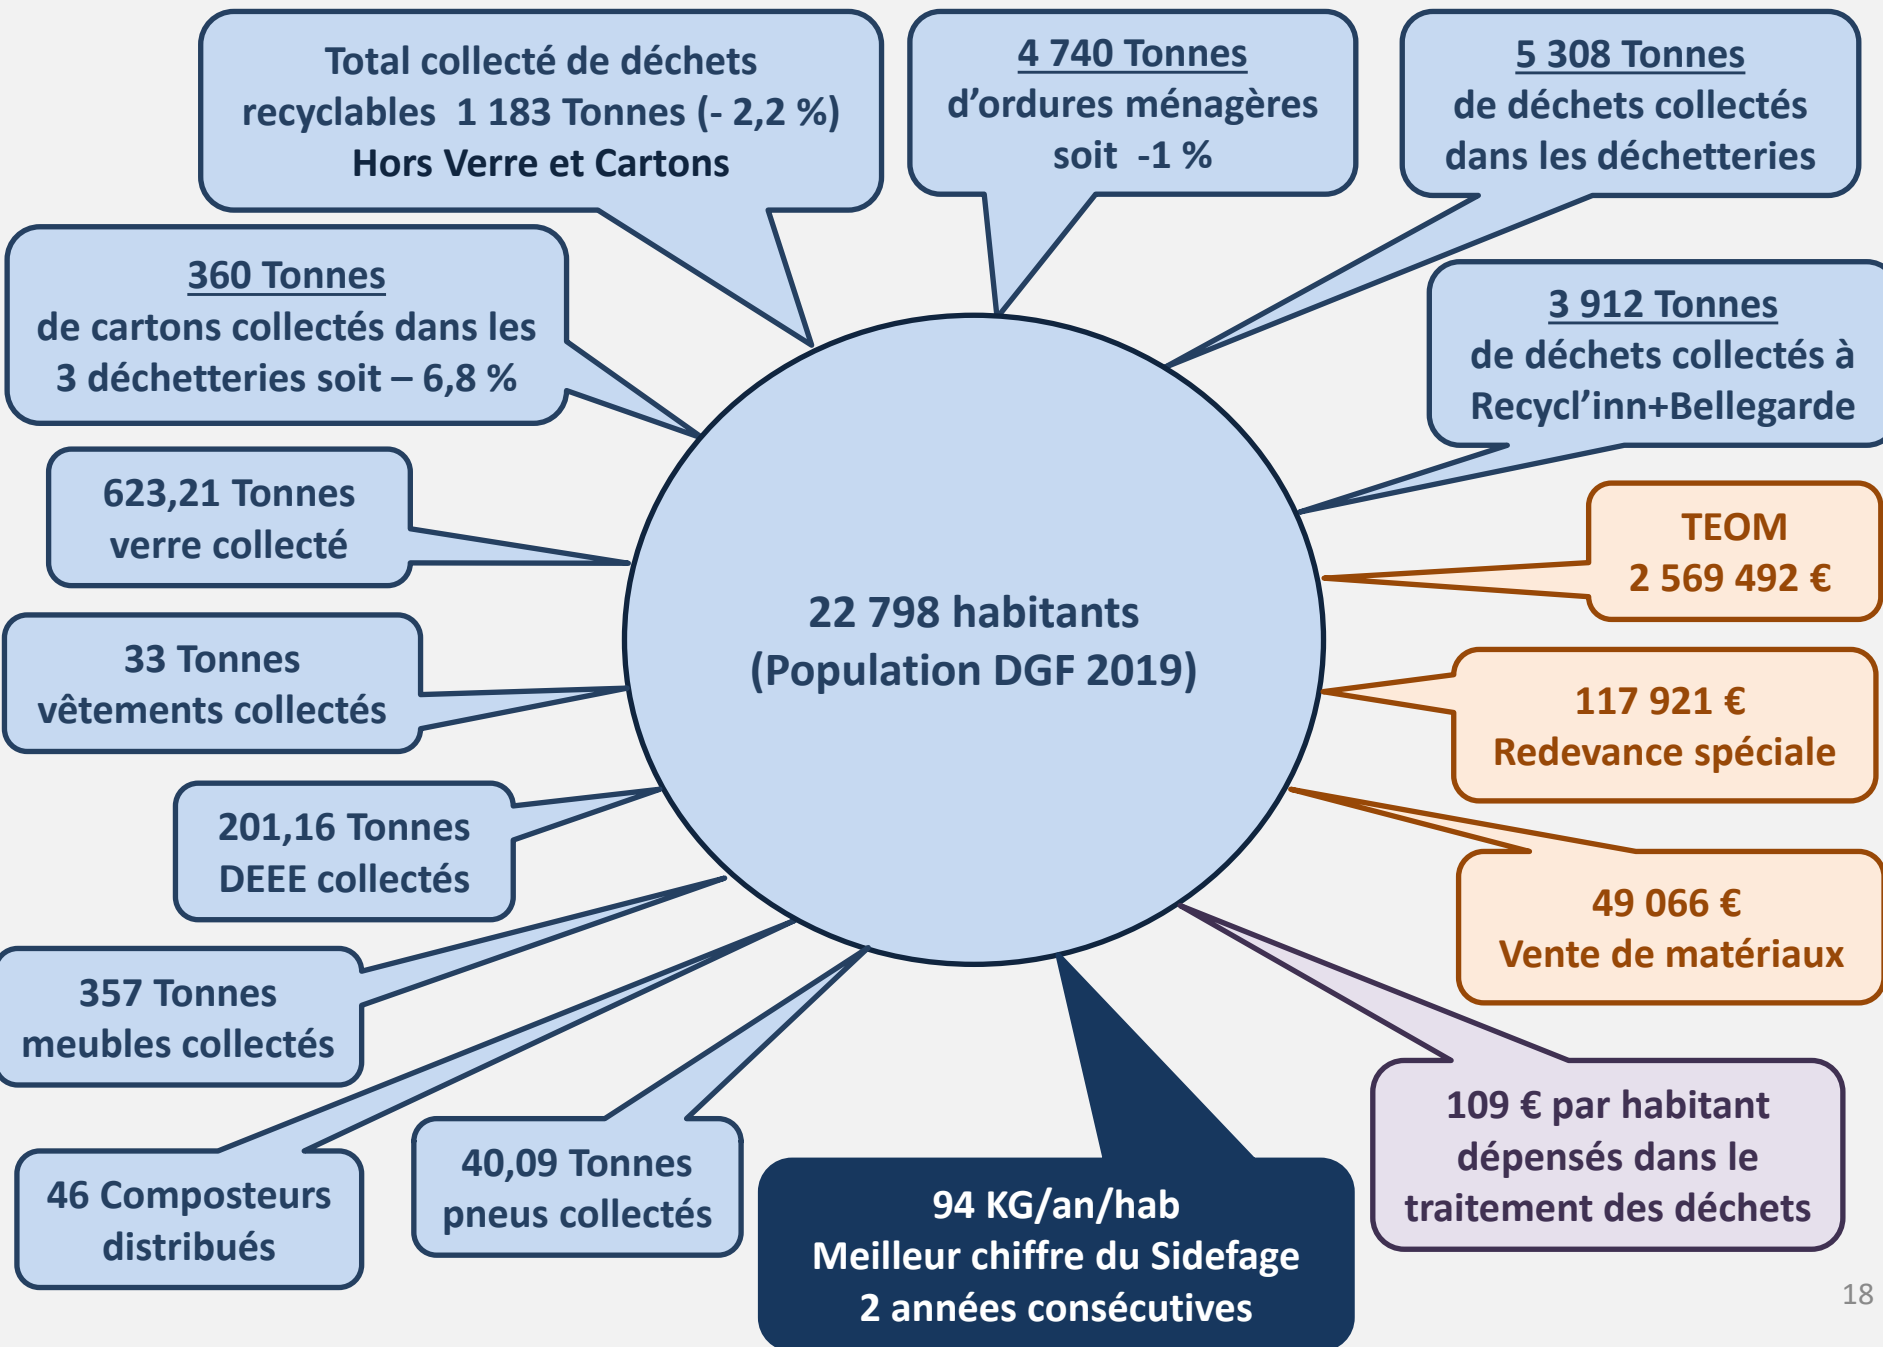 Total collecté de déchets
recyclables 1 183 Tonnes (- 2,2 %)
Hors Verre et Cartons
4 740 Tonnes
d’ordures ménagères
soit -1 %
5 308 Tonnes
de déchets collectés
dans les déchetteries
360 Tonnes
de cartons collectés dans les
3 déchetteries soit – 6,8 %
3 912 Tonnes
de déchets collectés à
Recycl’inn+Bellegarde
623,21 Tonnes
verre collecté
TEOM
2 569 492 €
22 798 habitants
(Population DGF 2019)
33 Tonnes
vêtements collectés
117 921 €
Redevance spéciale
201,16 Tonnes
DEEE collectés
49 066 €
Vente de matériaux
357 Tonnes
meubles collectés
109 € par habitant
dépensés dans le
traitement des déchets
46 Composteurs
distribués
40,09 Tonnes
pneus collectés
94 KG/an/hab
Meilleur chiffre du Sidefage
2 années consécutives
18